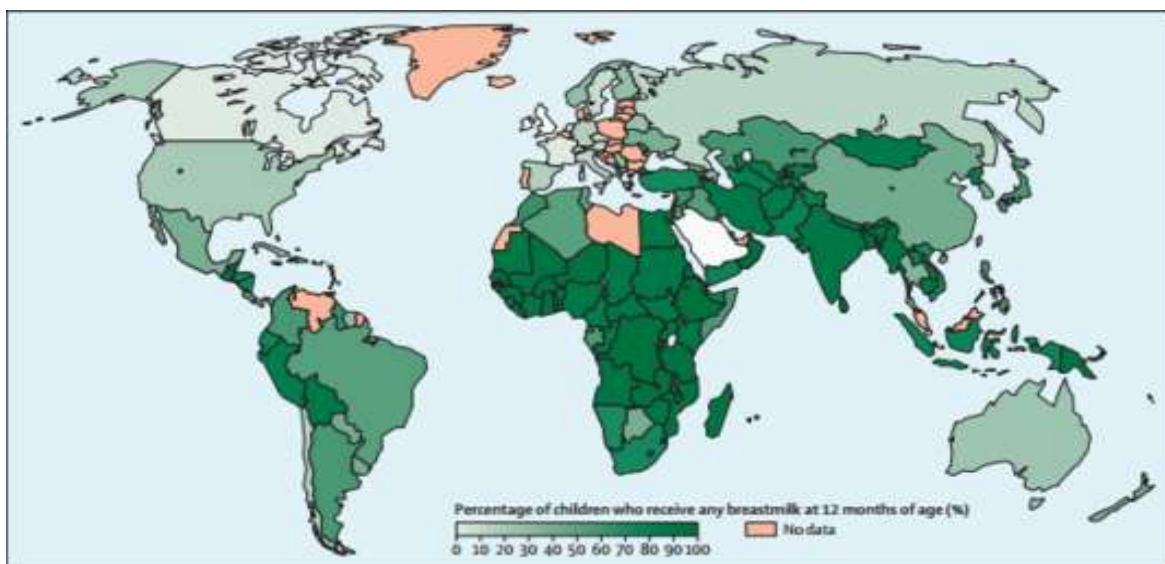 Percentage of children who receive any breastmilk at 12 months of age (%)
0 10 20 30 40 50 60 70 80 90 100
No data